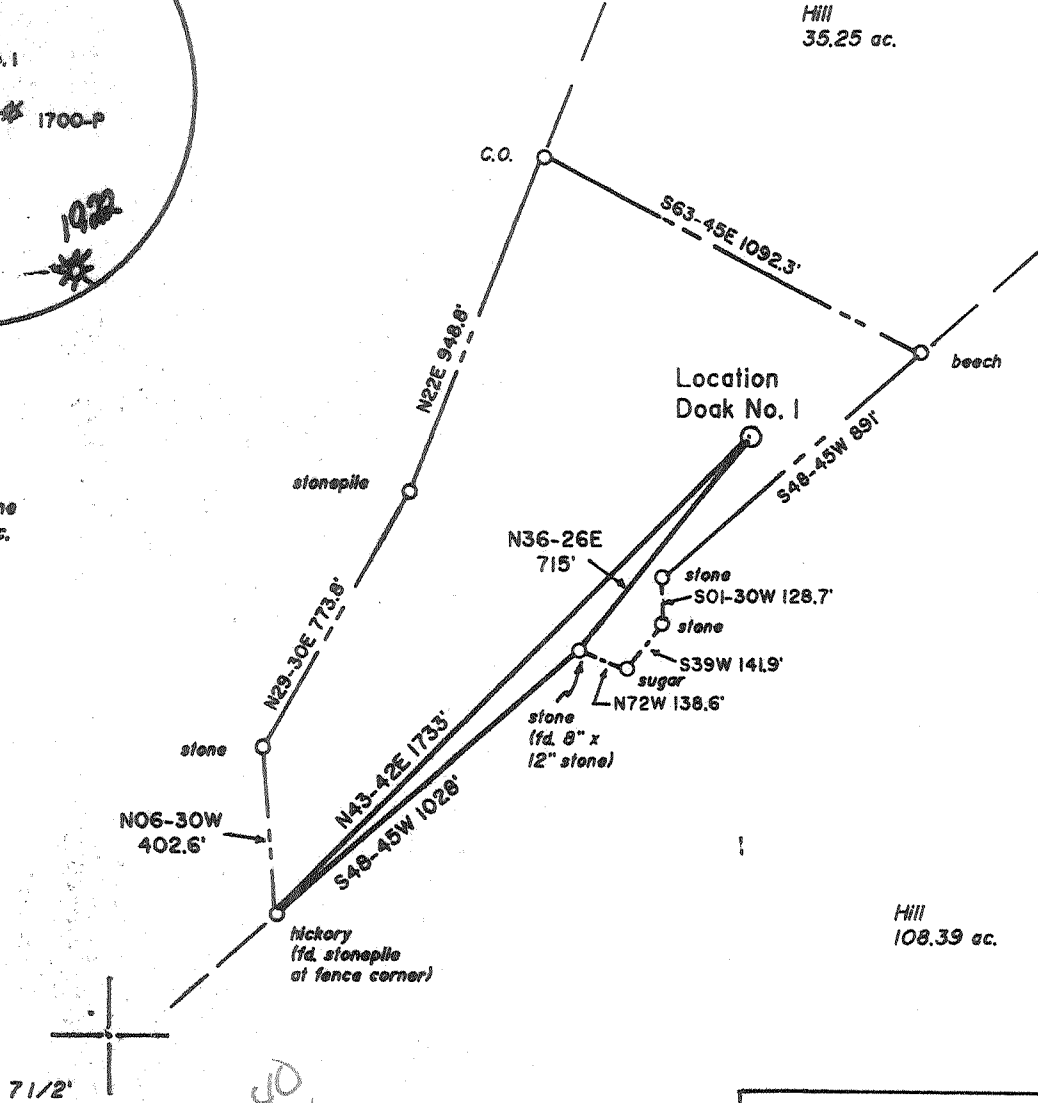 Hill
35.25 ac.
1700-P
1922
C.O.
S63-45E 1092.3'
beech
N22E 948.8'
Location
Doak No. 1
S48-45W 891'
stonepile
N36-26E
715'
stone
S01-30W 128.7'
stone
S39W 141.9'
sugar
N72W 138.6'
stone
(fd. 8" x
12" stone)
N29-30E 773.8'
stone
N43-42E 1733'
S48-45W 1028'
N06-30W
402.6'
hickory
(fd. stonepile
at fence corner)
Hill
108.39 ac.
7 1/2'